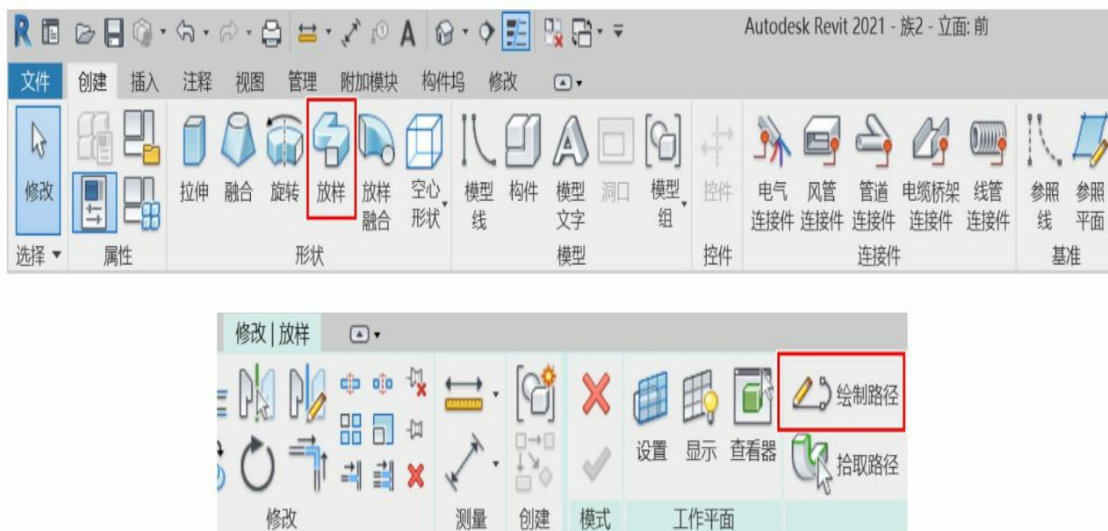 Autodesk Revit 2021 - 族2 - 立面: 前
文件 创建 插入 注释 视图 管理 附加模块 构件坞 修改
修改 拉伸 融合 旋转 放样 放样融合 空心形状 模型线 构件 模型文字 洞口 模型组 控件 电气连接件 风管连接件 管道连接件 电缆桥架连接件 线管连接件 参照线 参照平面
选择 属性 形状 模型 控件 连接件 基准
修改 | 放样
绘制路径
设置 显示 查看器
拾取路径
修改 测量 创建 模式 工作平面